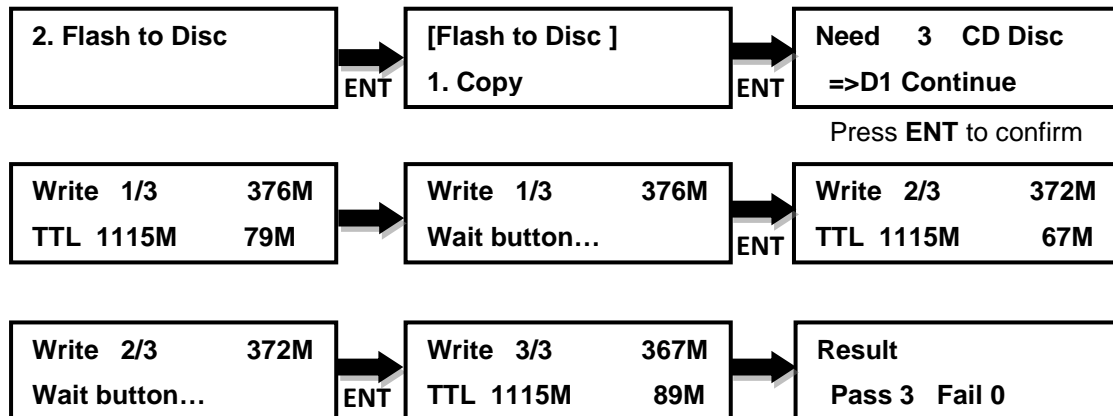 2. Flash to Disc
ENT
[Flash to Disc ]
1. Copy
ENT
Need 3 CD Disc
=>D1 Continue
Press ENT to confirm
Write 1/3 376M
TTL 1115M 79M
Write 1/3 376M
Wait button…
ENT
Write 2/3 372M
TTL 1115M 67M
Write 2/3 372M
Wait button…
ENT
Write 3/3 367M
TTL 1115M 89M
Result
Pass 3 Fail 0